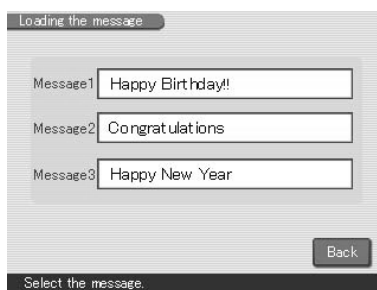 Loading the message
Message1 Happy Birthday!!
Message2 Congratulations
Message3 Happy New Year
Back
Select the message.